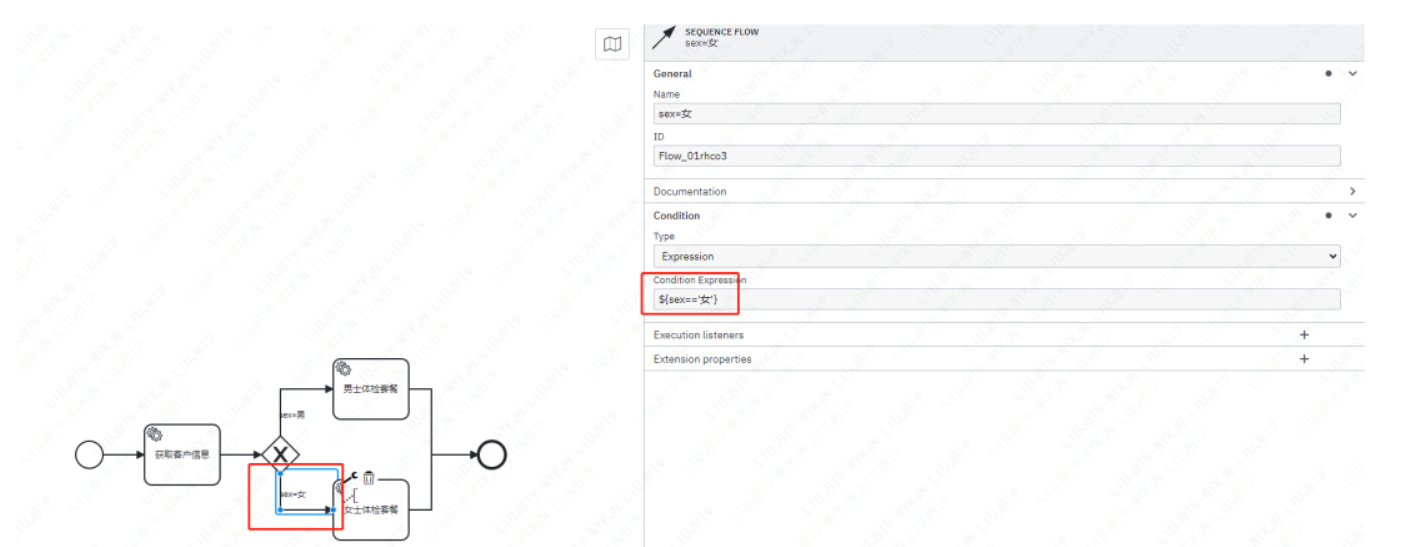 SEQUENCE FLOW
sex=女
General
Name
sex=女
ID
Flow_01rhco3
Documentation
Condition
Type
Expression
Condition Expression
${sex=='女'}
Execution listeners
Extension properties
男士体检套餐
sex=男
获取客户信息
X
sex=女
女士体检套餐